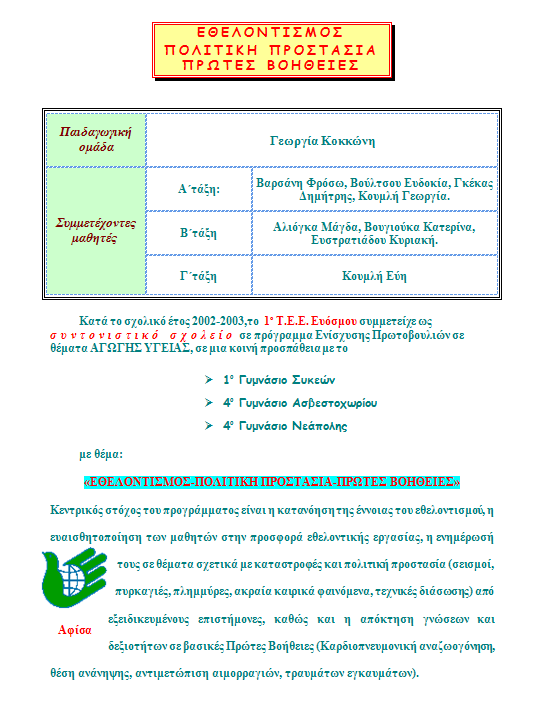 ΕΘΕΛΟΝΤΙΣΜΟΣ
ΠΟΛΙΤΙΚΗ ΠΡΟΣΤΑΣΙΑ
ΠΡΩΤΕΣ ΒΟΗΘΕΙΕΣ
Παιδαγωγική
ομάδα
Γεωργία Κοκκώνη
Συμμετέχοντες
μαθητές
Α΄τάξη:
Βαρσάνη Φρόσω, Βούλτσου Ευδοκία, Γκέκας
Δημήτρης, Κουμλή Γεωργία.
Β΄τάξη
Αλιόγκα Μάγδα, Βουγιούκα Κατερίνα,
Ευστρατιάδου Κυριακή.
Γ΄τάξη
Κουμλή Εύη
Κατά το σχολικό έτος 2002-2003,το 1º Τ.Ε.Ε. Ευόσμου συμμετείχε ως
συντονιστικό σχολείο σε πρόγραμμα Ενίσχυσης Πρωτοβουλιών σε
θέματα ΑΓΩΓΗΣ ΥΓΕΙΑΣ, σε μια κοινή προσπάθεια με το
➢ 1º Γυμνάσιο Συκεών
➢ 4º Γυμνάσιο Ασβεστοχωρίου
➢ 4º Γυμνάσιο Νεάπολης
με θέμα:
«ΕΘΕΛΟΝΤΙΣΜΟΣ-ΠΟΛΙΤΙΚΗ ΠΡΟΣΤΑΣΙΑ-ΠΡΩΤΕΣ ΒΟΗΘΕΙΕΣ»
Κεντρικός στόχος του προγράμματος είναι η κατανόηση της έννοιας του εθελοντισμού, η
ευαισθητοποίηση των μαθητών στην προσφορά εθελοντικής εργασίας, η ενημέρωσή
τους σε θέματα σχετικά με καταστροφές και πολιτική προστασία (σεισμοί,
πυρκαγιές, πλημμύρες, ακραία καιρικά φαινόμενα, τεχνικές διάσωσης) από
εξειδικευμένους επιστήμονες, καθώς και η απόκτηση γνώσεων και
Αφίσα
δεξιοτήτων σε βασικές Πρώτες Βοήθειες (Καρδιοπνευμονική αναζωογόνηση,
θέση ανάνηψης, αντιμετώπιση αιμορραγιών, τραυμάτων εγκαυμάτων).